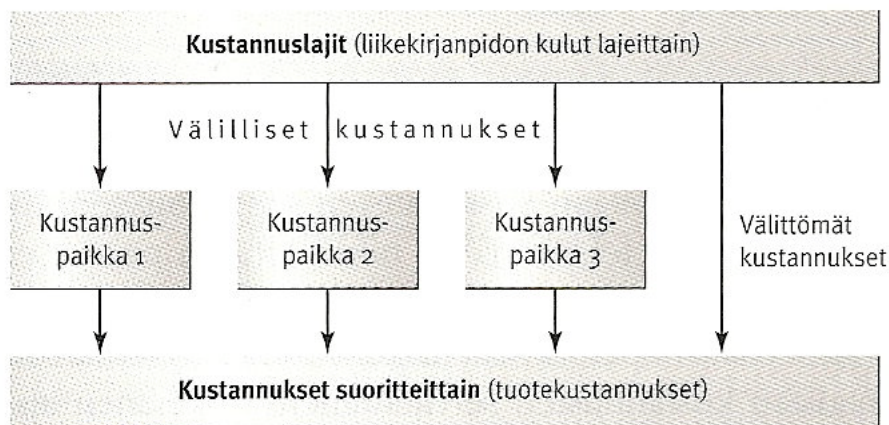 Kustannuslajit (liikekirjanpidon kulut lajeittain)
Välilliset kustannukset
Kustannus-
paikka 1
Kustannus-
paikka 2
Kustannus-
paikka 3
Välittömät
kustannukset
Kustannukset suoritteittain (tuotekustannukset)